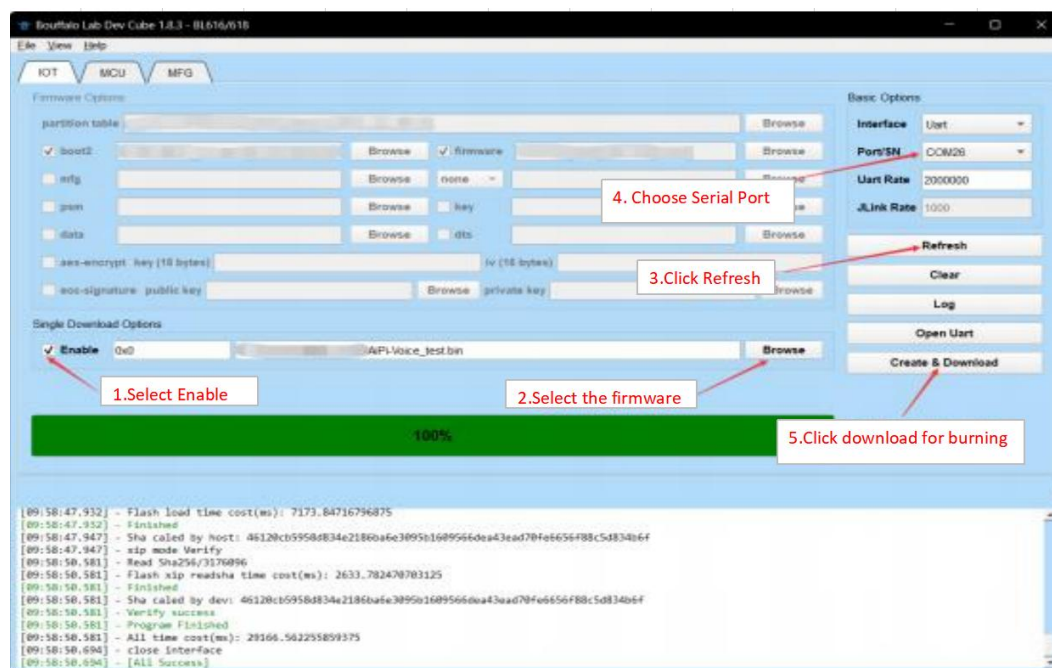 Bouffalo Lab Dev Cube 1.8.3 - BL616/618
File View Help
IOT MCU MFG
Firmware Options
partition table Browse
boot2 Browse firmware Browse
mfg Browse none Browse
psm Browse key
data Browse dts Browse
aes-encrypt key (16 bytes) iv (16 bytes)
ecc-signature public key Browse private key Browse
Single Download Options
Enable 0x0 AiPi-Voice_test.bin Browse
Basic Options
Interface Uart
Port/SN COM26
Uart Rate 2000000
JLink Rate 1000
Refresh
Clear
Log
Open Uart
Create & Download
4. Choose Serial Port
3.Click Refresh
1.Select Enable
2.Select the firmware
5.Click download for burning
100%
[09:58:47.932] - Flash load time cost(ms): 7173.84716796875
[09:58:47.932] - Finished
[09:58:47.947] - Sha caled by host: 46120cb5958d834e2186ba6e3095b1609566dea43ead70fe6656f88c5d834b6f
[09:58:47.947] - xip mode Verify
[09:58:50.581] - Read Sha256/3176096
[09:58:50.581] - Flash xip readsha time cost(ms): 2633.782470703125
[09:58:50.581] - Finished
[09:58:50.581] - Sha caled by dev: 46120cb5958d834e2186ba6e3095b1609566dea43ead70fe6656f88c5d834b6f
[09:58:50.581] - Verify success
[09:58:50.581] - Program Finished
[09:58:50.581] - All time cost(ms): 29166.562255859375
[09:58:50.694] - close interface
[09:58:50.694] - [All Success]